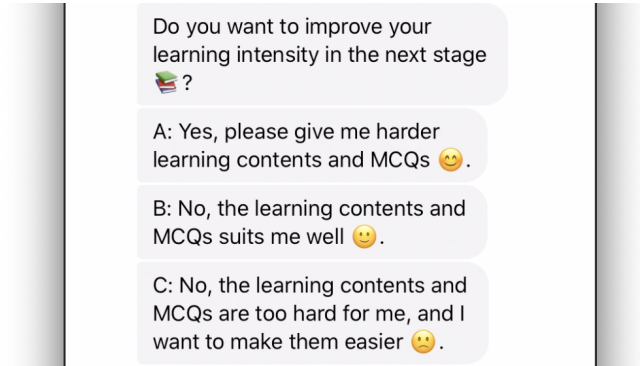 Do you want to improve your
learning intensity in the next stage
📚?
A: Yes, please give me harder
learning contents and MCQs 😊.
B: No, the learning contents and
MCQs suits me well 🙂.
C: No, the learning contents and
MCQs are too hard for me, and I
want to make them easier 🙁.